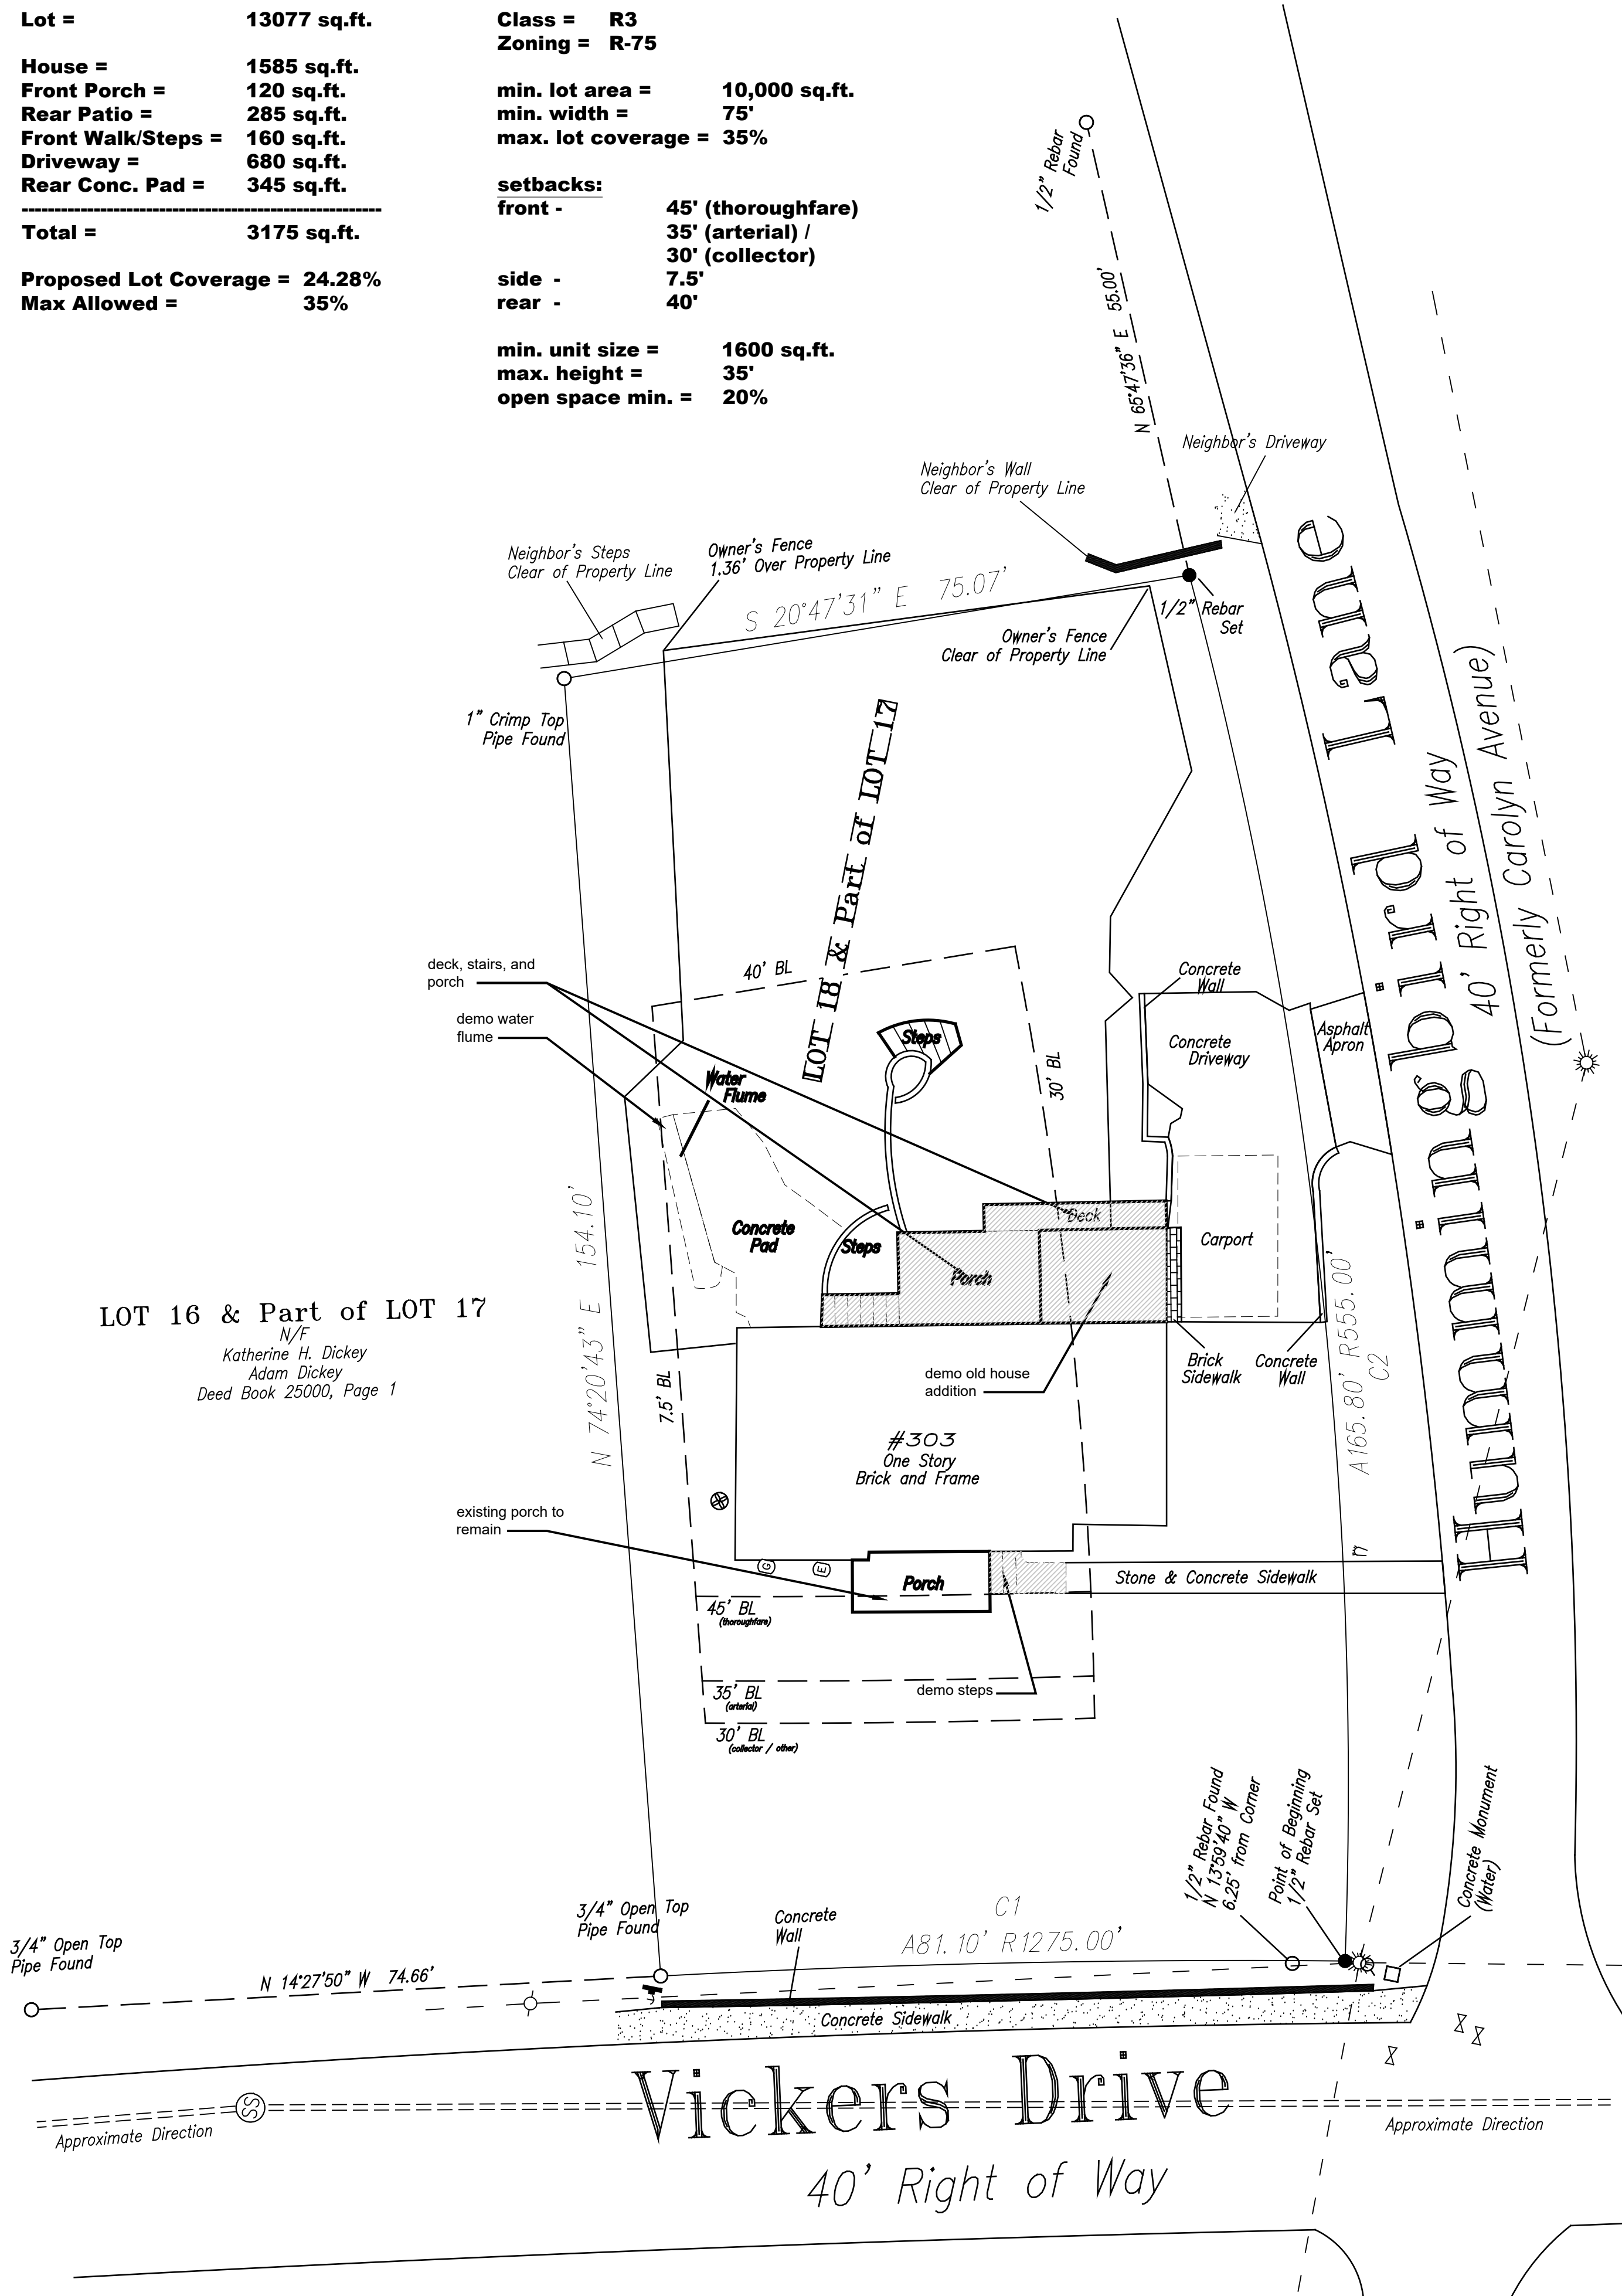 Lot = 13077 sq.ft.
House = 1585 sq.ft.
Front Porch = 120 sq.ft.
Rear Patio = 285 sq.ft.
Front Walk/Steps = 160 sq.ft.
Driveway = 680 sq.ft.
Rear Conc. Pad = 345 sq.ft.
-------------------------------------------------------
Total = 3175 sq.ft.
Proposed Lot Coverage = 24.28%
Max Allowed = 35%
Class = R3
Zoning = R-75
min. lot area = 10,000 sq.ft.
min. width = 75'
max. lot coverage = 35%
setbacks:
front - 45' (thoroughfare)
35' (arterial) /
30' (collector)
side - 7.5'
rear - 40'
min. unit size = 1600 sq.ft.
max. height = 35'
open space min. = 20%
1/2" Rebar
Found
N 65°47'36" E 55.00'
Neighbor's Driveway
Neighbor's Wall
Clear of Property Line
Neighbor's Steps
Clear of Property Line
Owner's Fence
1.36' Over Property Line
S 20°47'31" E 75.07'
1/2" Rebar
Set
Owner's Fence
Clear of Property Line
1" Crimp Top
Pipe Found
LOT 18 & Part of LOT 17
Hummingbird Lane
40' Right of Way
(Formerly Carolyn Avenue)
deck, stairs, and
porch
demo water
flume
40' BL
30' BL
Concrete
Wall
Concrete
Driveway
Asphalt
Apron
Steps
Water
Flume
Concrete
Pad
Steps
Deck
Porch
Carport
N 74°20'43" E 154.10'
LOT 16 & Part of LOT 17
N/F
Katherine H. Dickey
Adam Dickey
Deed Book 25000, Page 1
7.5' BL
demo old house
addition
Brick
Sidewalk
Concrete
Wall
A165.80' R555.00'
C2
#303
One Story
Brick and Frame
existing porch to
remain
G
E
Porch
Stone & Concrete Sidewalk
45' BL
(thoroughfare)
35' BL
(arterial)
demo steps
30' BL
(collector / other)
1/2" Rebar Found
N 13°59'40" W
6.25' from Corner
Point of Beginning
1/2" Rebar Set
Concrete Monument
(Water)
3/4" Open Top
Pipe Found
3/4" Open Top
Pipe Found
N 14°27'50" W 74.66'
Concrete
Wall
C1
A81.10' R1275.00'
Concrete Sidewalk
Vickers Drive
SS
Approximate Direction
Approximate Direction
40' Right of Way